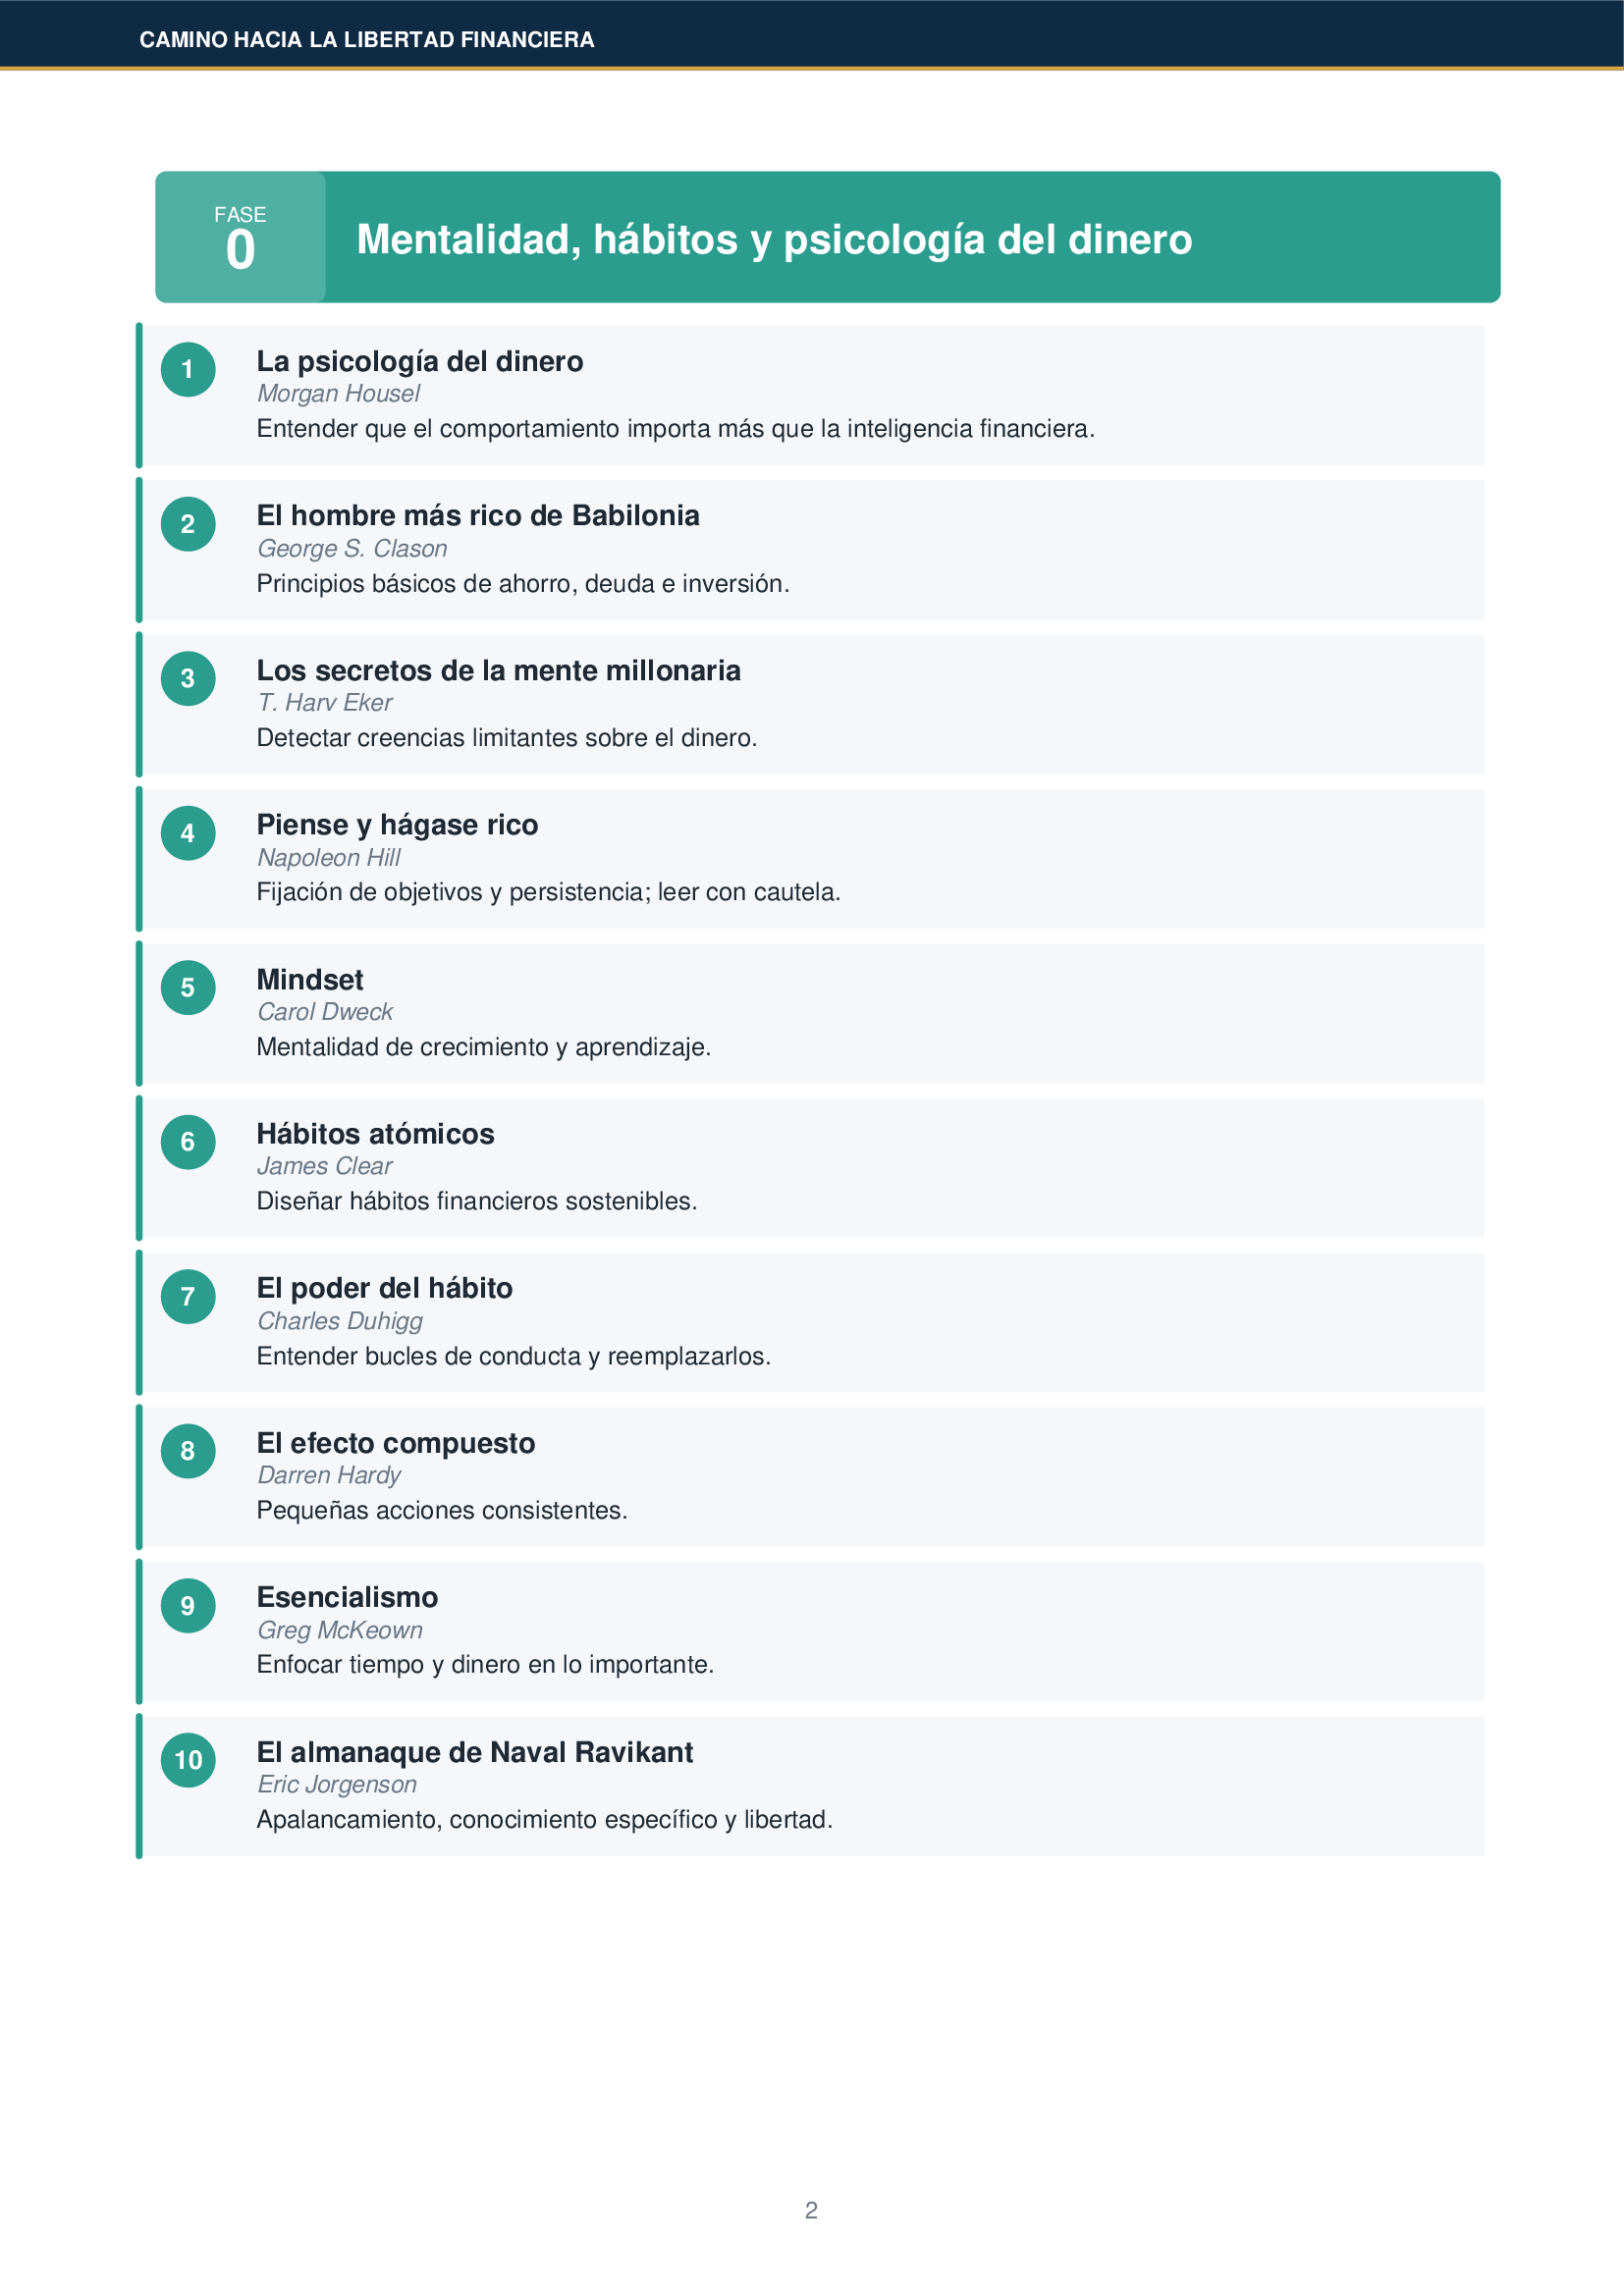 CAMINO HACIA LA LIBERTAD FINANCIERA
FASE
0
Mentalidad, hábitos y psicología del dinero
1
La psicología del dinero
Morgan Housel
Entender que el comportamiento importa más que la inteligencia financiera.
2
El hombre más rico de Babilonia
George S. Clason
Principios básicos de ahorro, deuda e inversión.
3
Los secretos de la mente millonaria
T. Harv Eker
Detectar creencias limitantes sobre el dinero.
4
Piense y hágase rico
Napoleon Hill
Fijación de objetivos y persistencia; leer con cautela.
5
Mindset
Carol Dweck
Mentalidad de crecimiento y aprendizaje.
6
Hábitos atómicos
James Clear
Diseñar hábitos financieros sostenibles.
7
El poder del hábito
Charles Duhigg
Entender bucles de conducta y reemplazarlos.
8
El efecto compuesto
Darren Hardy
Pequeñas acciones consistentes.
9
Esencialismo
Greg McKeown
Enfocar tiempo y dinero en lo importante.
10
El almanaque de Naval Ravikant
Eric Jorgenson
Apalancamiento, conocimiento específico y libertad.
2